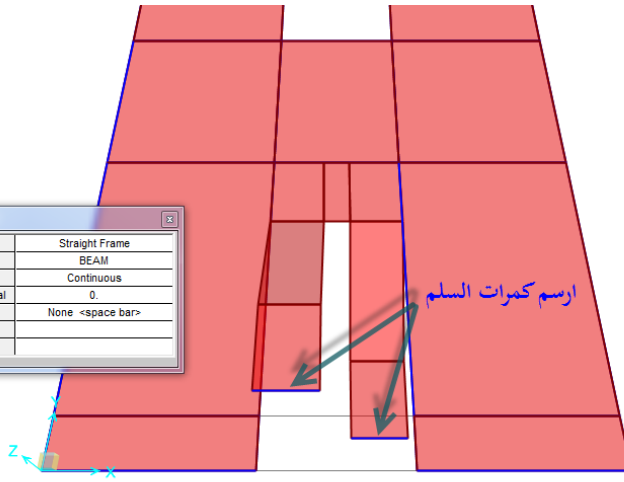 Straight Frame
BEAM
Continuous
al
0.
None <space bar>
ارسم كمرات السلم
Y
Z
X